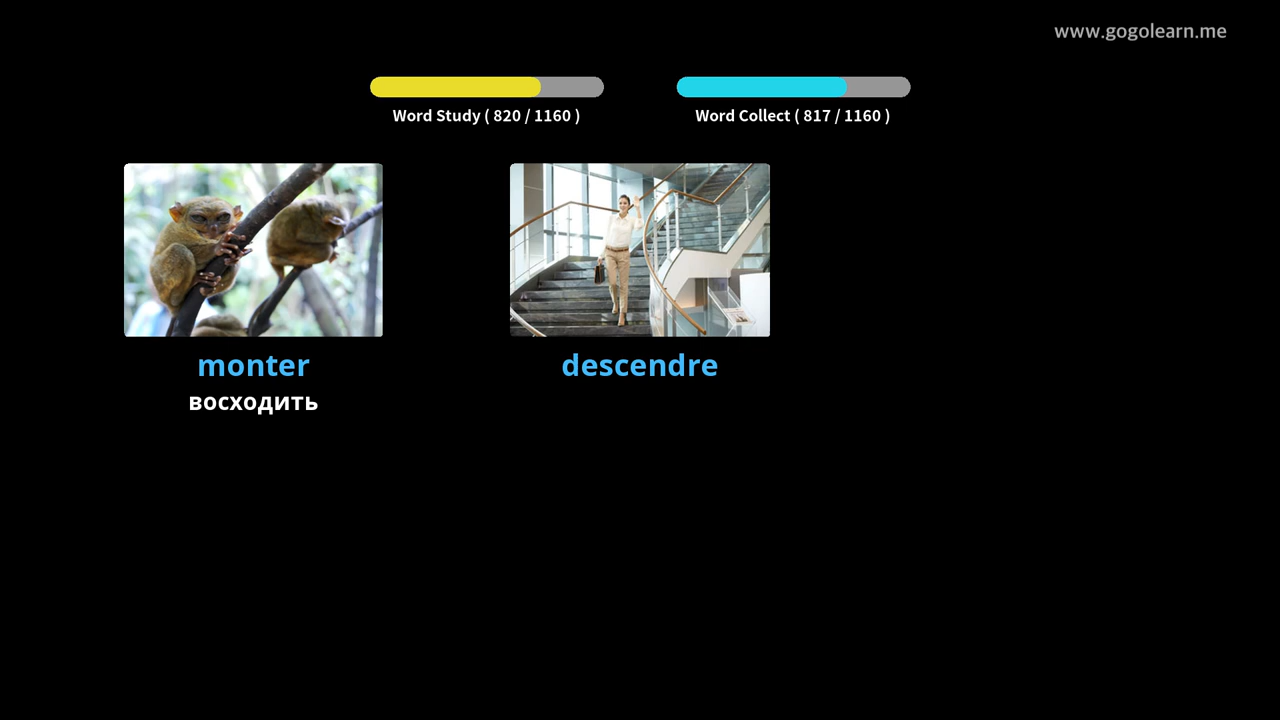 www.gogolearn.me
Word Study ( 820 / 1160 )
Word Collect ( 817 / 1160 )
monter
descendre
восходить